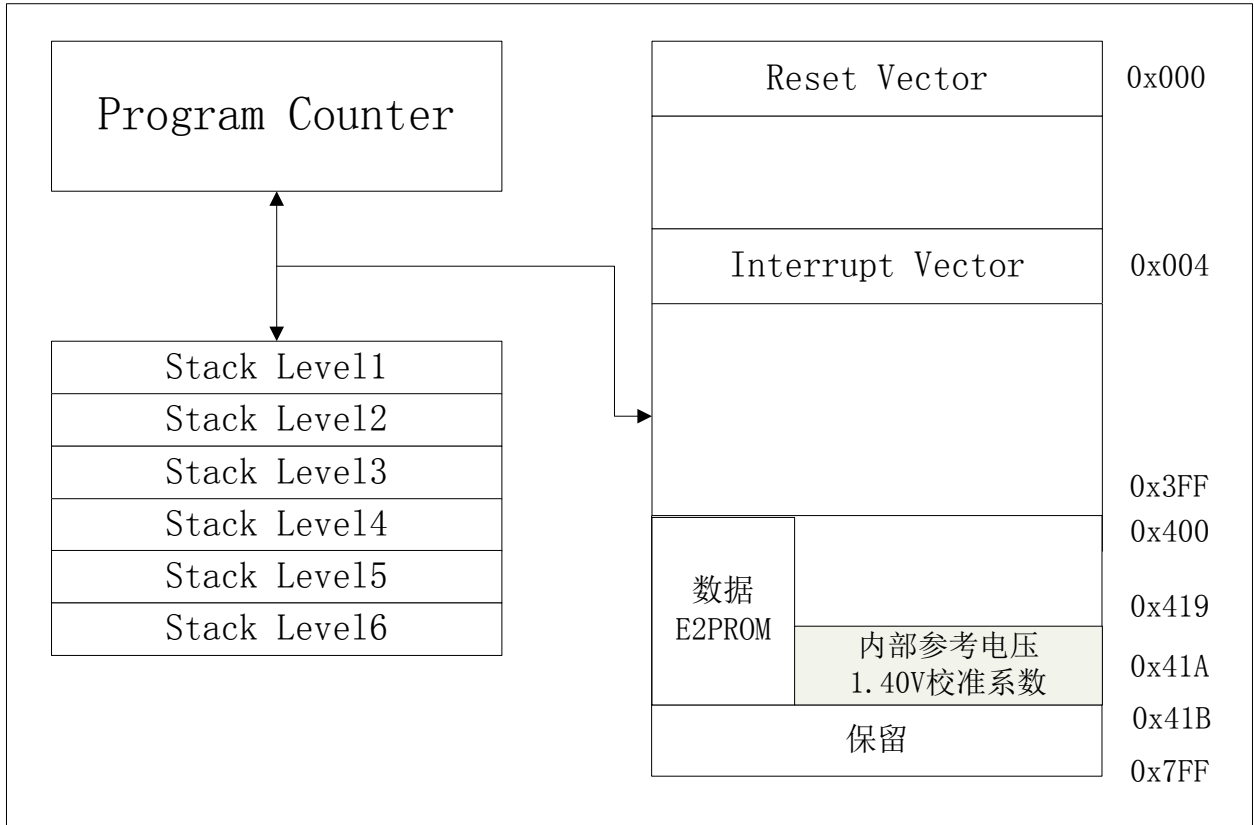 Program Counter
Stack Level1
Stack Level2
Stack Level3
Stack Level4
Stack Level5
Stack Level6
Reset Vector
0x000
Interrupt Vector
0x004
0x3FF
0x400
数据
E2PROM
0x419
内部参考电压
1.40V校准系数
0x41A
0x41B
保留
0x7FF